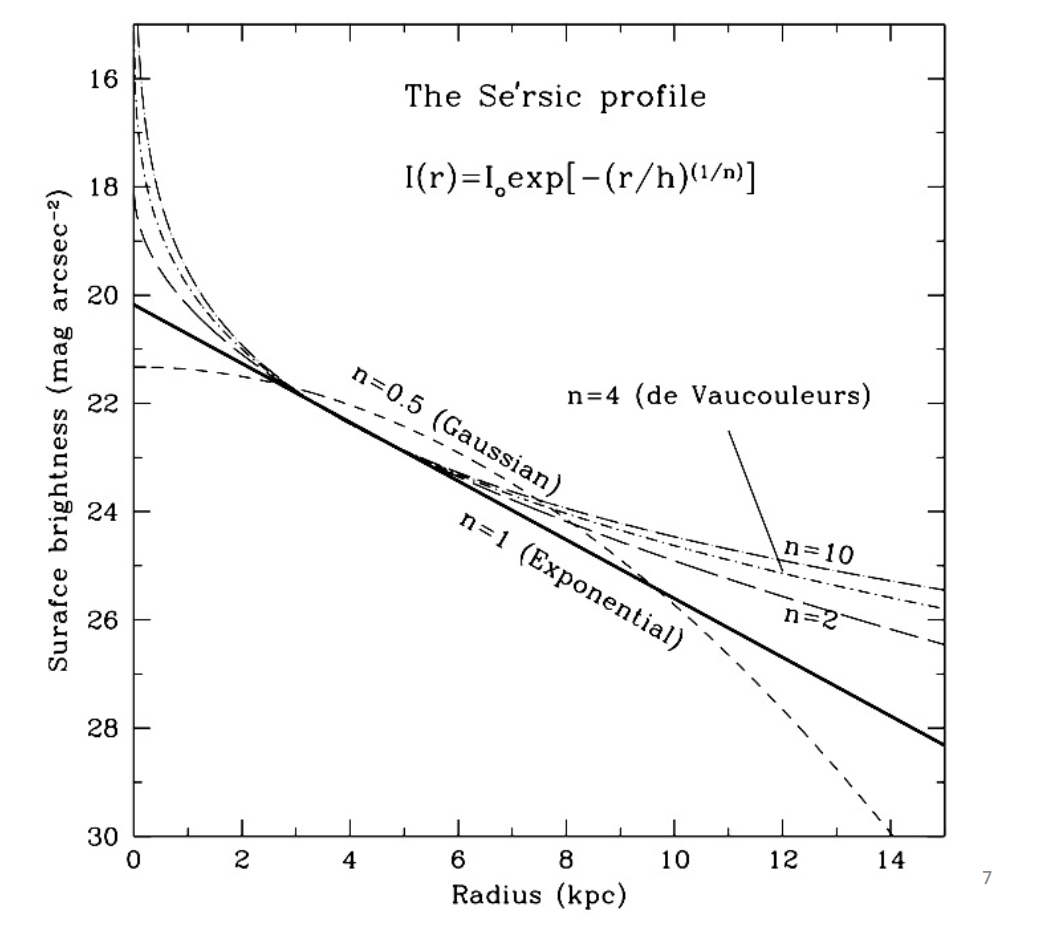 16
18
20
22
24
26
28
30
Surafce brightness (mag arcsec⁻²)
The Se'rsic profile
I(r)=Iₒexp[−(r/h)⁽¹/ⁿ⁾]
n=0.5 (Gaussian)
n=4 (de Vaucouleurs)
n=1 (Exponential)
n=10
n=2
0 2 4 6 8 10 12 14
Radius (kpc)
7